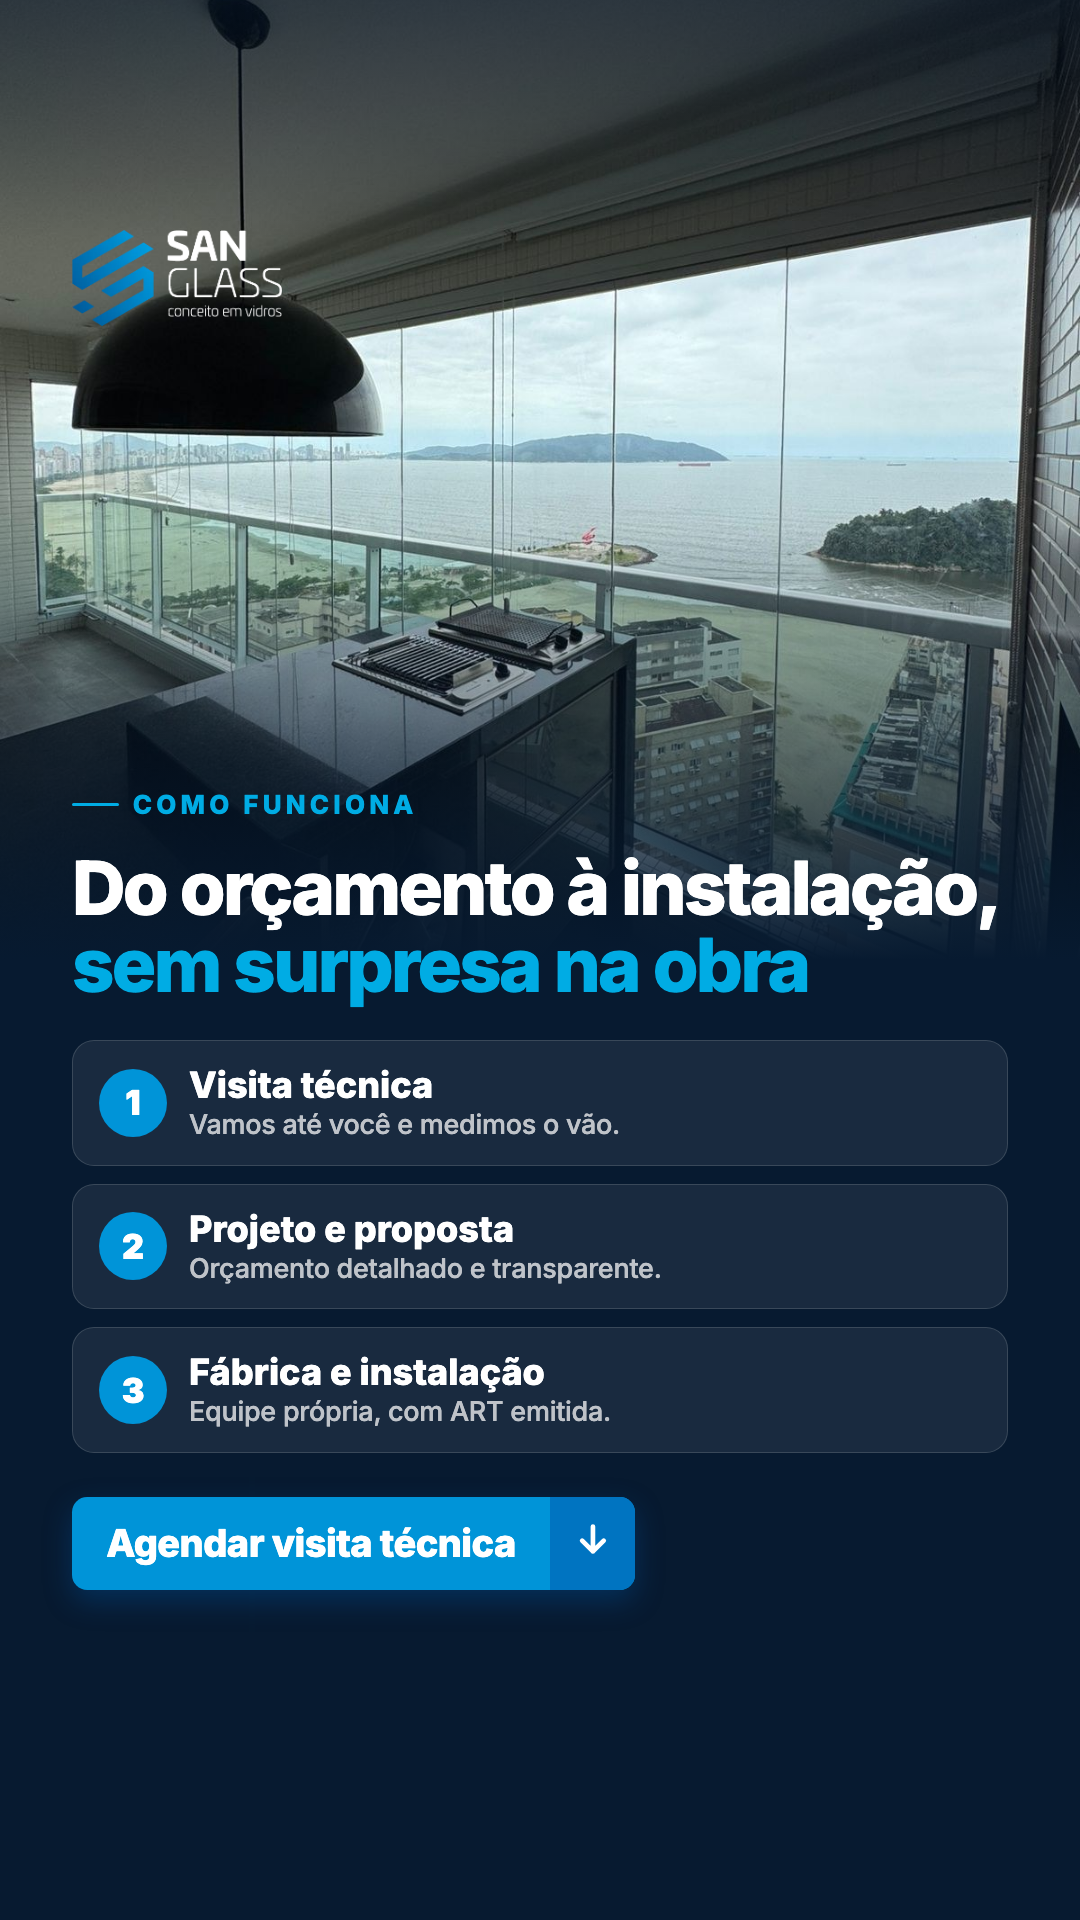 SAN
GLASS
conceito em vidros
COMO FUNCIONA
Do orçamento à instalação,
sem surpresa na obra
1
Visita técnica
Vamos até você e medimos o vão.
2
Projeto e proposta
Orçamento detalhado e transparente.
3
Fábrica e instalação
Equipe própria, com ART emitida.
Agendar visita técnica